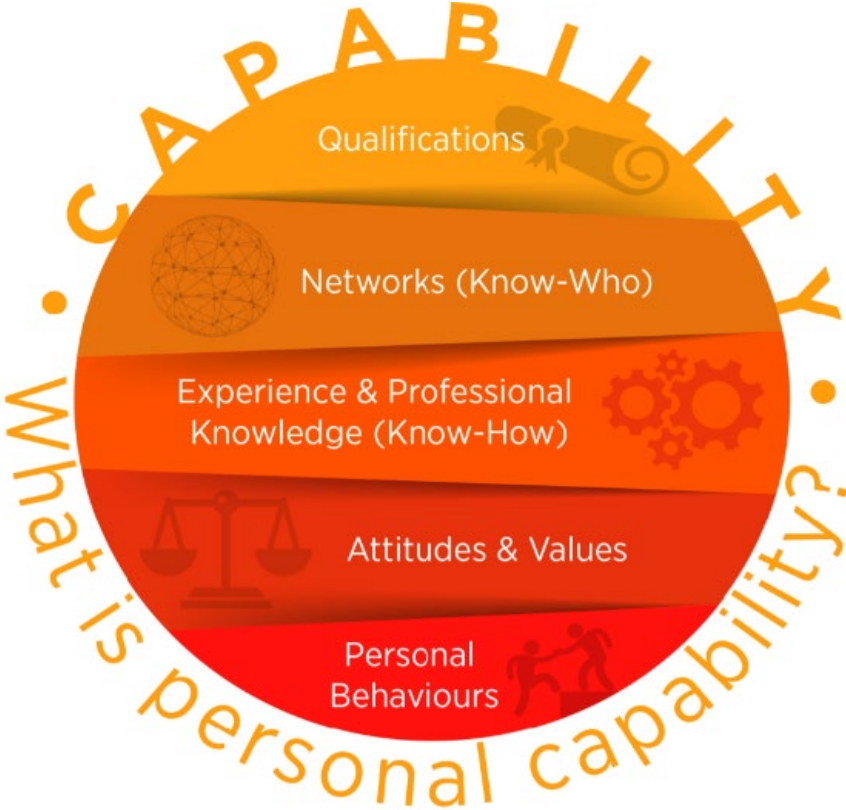 • CAPABILITY •
Qualifications
Networks (Know-Who)
Experience & Professional
Knowledge (Know-How)
Attitudes & Values
Personal
Behaviours
What is personal capability?